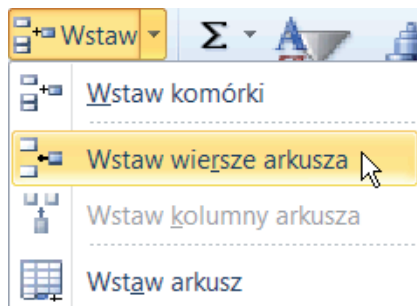 Wstaw Σ A
Wstaw komórki
Wstaw wiersze arkusza
Wstaw kolumny arkusza
Wstaw arkusz